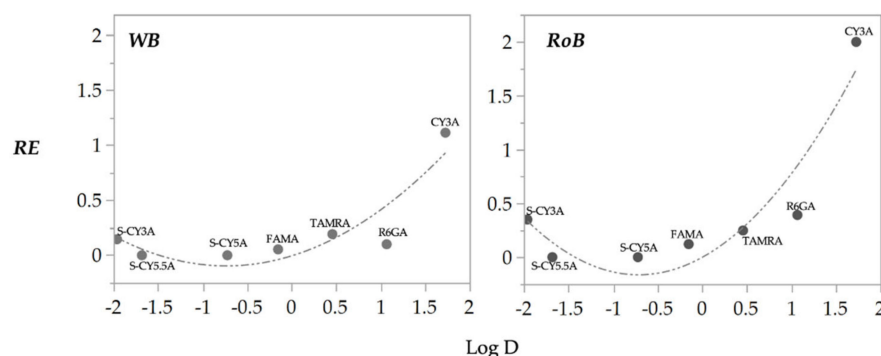 WB
2
1.5
1
0.5
0
RE
CY3A
TAMRA
S-CY3A
S-CY5A
FAMA
R6GA
S-CY5.5A
-2
-1.5
-1
-0.5
0
0.5
1
1.5
2
RoB
2
1.5
1
0.5
0
CY3A
R6GA
S-CY3A
FAMA
TAMRA
S-CY5A
S-CY5.5A
-2
-1.5
-1
-0.5
0
0.5
1
1.5
2
Log D